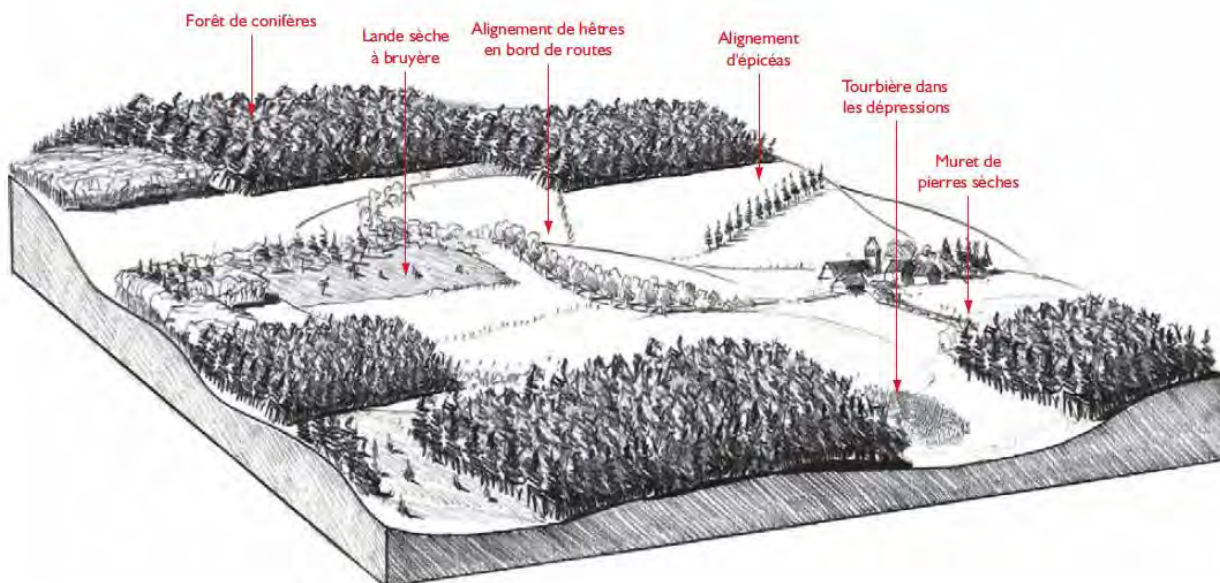 Forêt de conifères
Lande sèche
à bruyère
Alignement de hêtres
en bord de routes
Alignement
d'épicéas
Tourbière dans
les dépressions
Muret de
pierres sèches